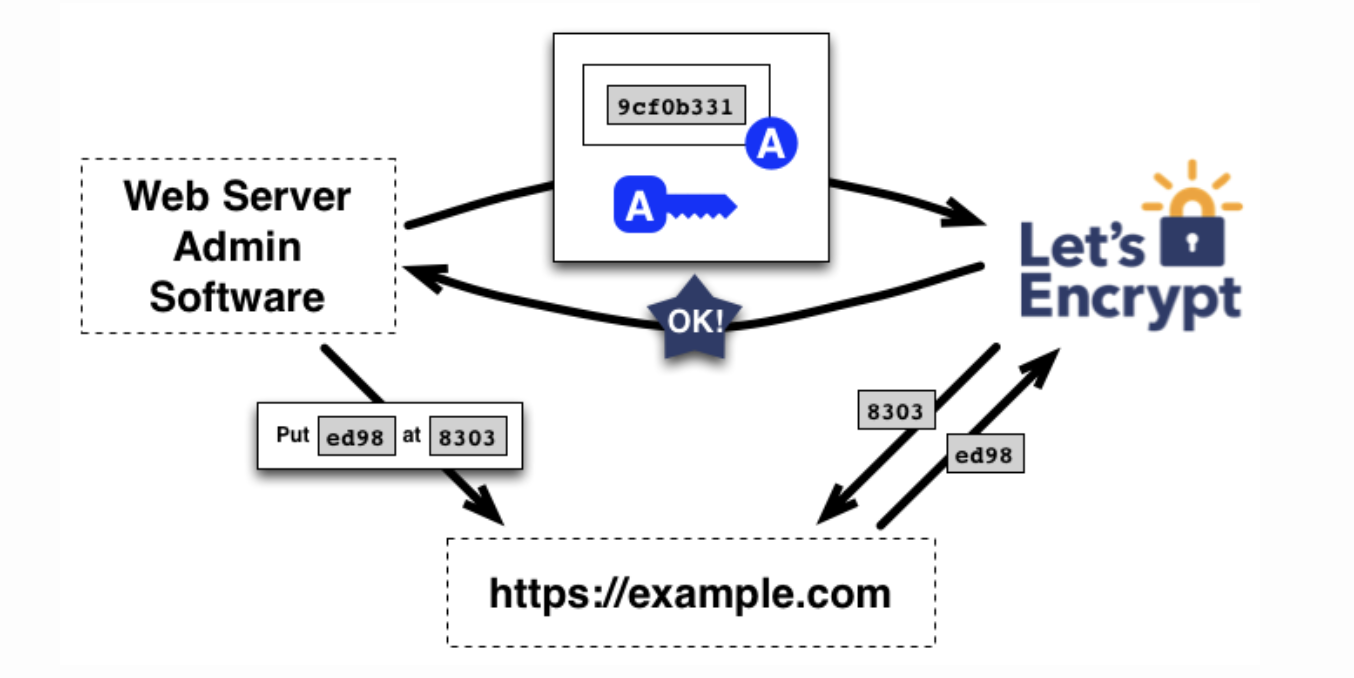 9cf0b331
A
A
Web Server
Admin
Software
Let's
Encrypt
OK!
Put ed98 at 8303
8303
ed98
https://example.com